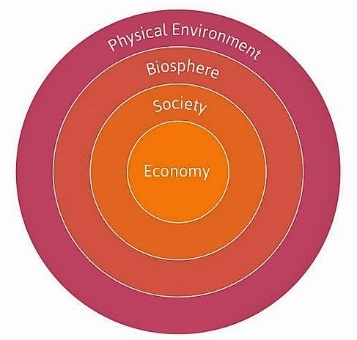 Physical Environment
Biosphere
Society
Economy